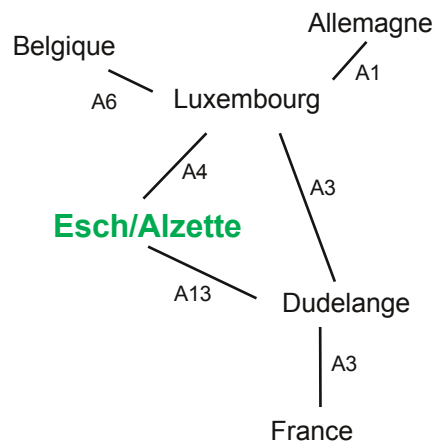 Allemagne
Belgique
A1
A6
Luxembourg
A4
A3
Esch/Alzette
A13
Dudelange
A3
France